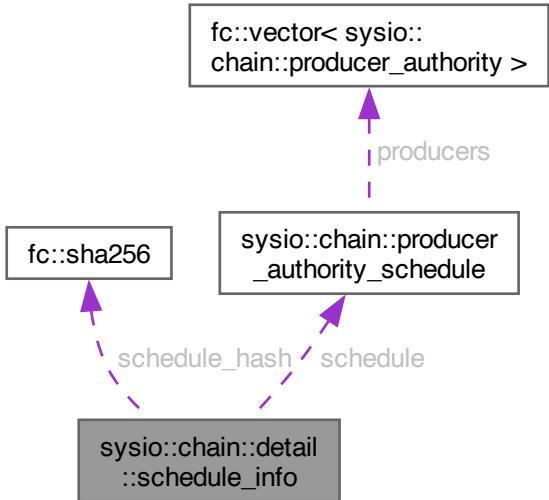 fc::vector< sysio::
chain::producer_authority >
producers
fc::sha256
sysio::chain::producer
_authority_schedule
schedule_hash
schedule
sysio::chain::detail
::schedule_info